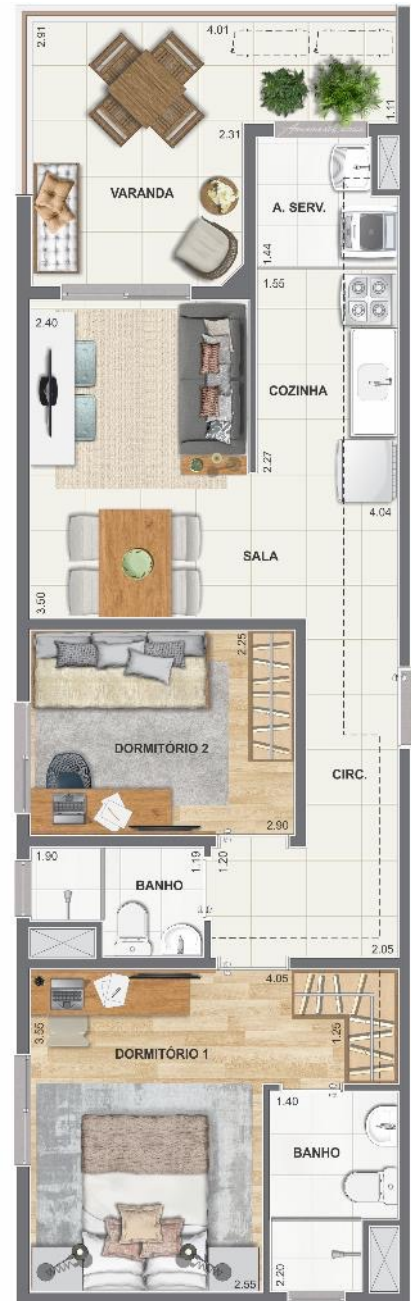 4.01
2.91
1.11
2.31
VARANDA
A. SERV.
1.44
1.55
2.40
COZINHA
2.27
4.04
SALA
3.50
2.25
DORMITÓRIO 2
CIRC.
2.90
1.90
1.19
1.20
BANHO
2.05
4.05
3.55
1.25
DORMITÓRIO 1
1.40
BANHO
2.20
2.55